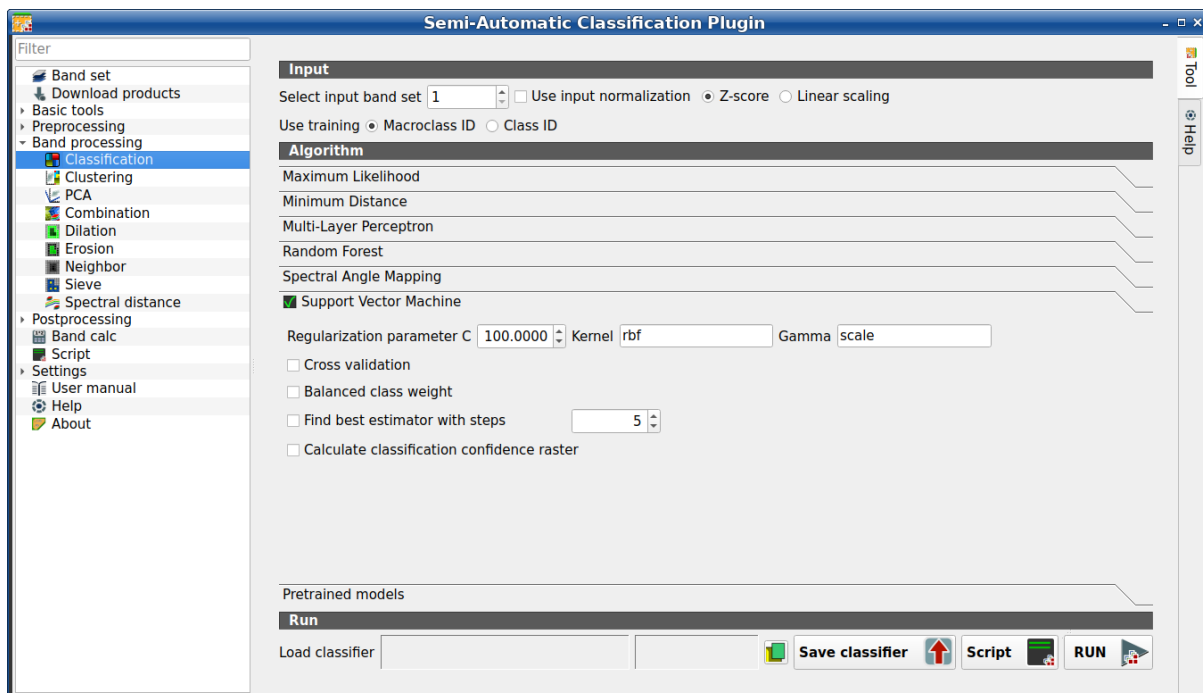 Semi-Automatic Classification Plugin
Filter
Band set
Download products
Basic tools
Preprocessing
Band processing
Classification
Clustering
PCA
Combination
Dilation
Erosion
Neighbor
Sieve
Spectral distance
Postprocessing
Band calc
Script
Settings
User manual
Help
About
Input
Select input band set 1 Use input normalization Z-score Linear scaling
Use training Macroclass ID Class ID
Algorithm
Maximum Likelihood
Minimum Distance
Multi-Layer Perceptron
Random Forest
Spectral Angle Mapping
Support Vector Machine
Regularization parameter C 100.0000 Kernel rbf Gamma scale
Cross validation
Balanced class weight
Find best estimator with steps 5
Calculate classification confidence raster
Pretrained models
Run
Load classifier Save classifier Script RUN
Tool
Help